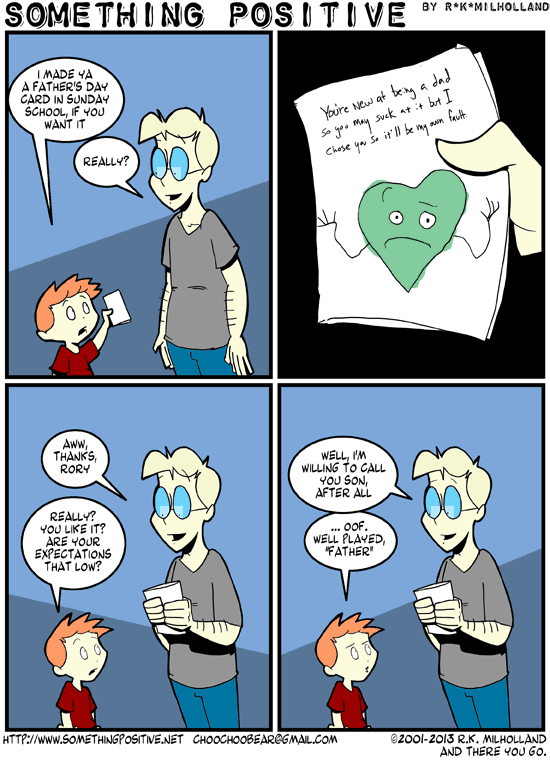 SOMETHING POSITIVE BY R*K*MILHOLLAND
I MADE YA
A FATHER'S DAY
CARD IN SUNDAY
SCHOOL, IF YOU
WANT IT
REALLY?
You're New at being a dad
so you may suck at it but I
chose you so it'll be my own fault.
AWW,
THANKS,
RORY
REALLY?
YOU LIKE IT?
ARE YOUR
EXPECTATIONS
THAT LOW?
WELL, I'M
WILLING TO CALL
YOU SON,
AFTER ALL
... OOF.
WELL PLAYED,
"FATHER"
HTTP://WWW.SOMETHINGPOSITIVE.NET CHOOCHOOBEAR@GMAIL.COM ©2001-2013 R.K. MILHOLLAND
AND THERE YOU GO.